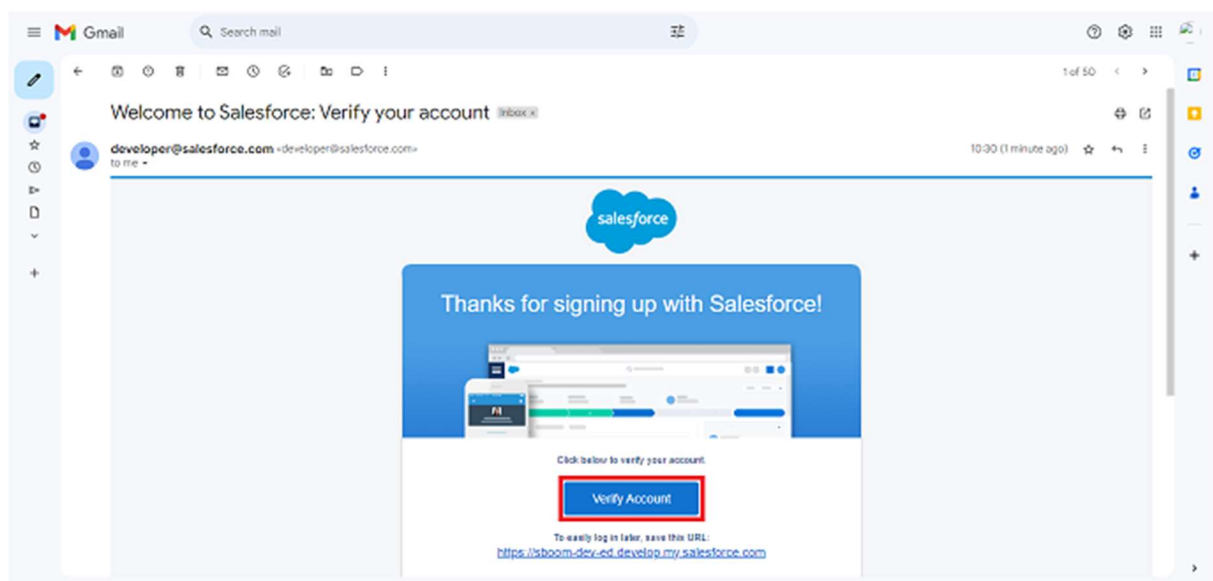 Gmail
Search mail
1 of 50
Welcome to Salesforce: Verify your account Inbox x
developer@salesforce.com <developer@salesforce.com>
10:30 (1 minute ago)
to me
salesforce
Thanks for signing up with Salesforce!
Click below to verify your account.
Verify Account
To easily log in later, save this URL:
https://sboom-dev-ed.develop.my.salesforce.com